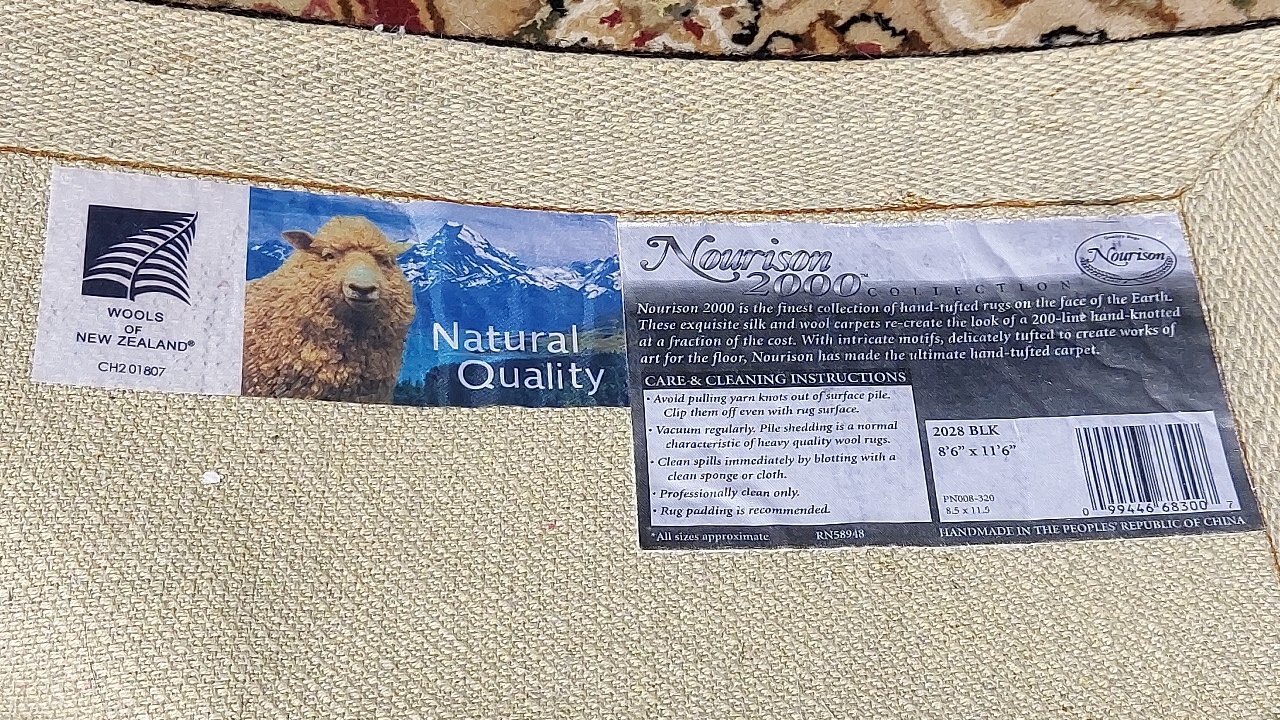 WOOLS
OF
NEW ZEALAND®
CH2 01807
Natural
Quality
Nourison
2000™ COLLECTION
Nourison
Nourison 2000 is the finest collection of hand-tufted rugs on the face of the Earth.
These exquisite silk and wool carpets re-create the look of a 200-line hand-knotted
at a fraction of the cost. With intricate motifs, delicately tufted to create works of
art for the floor, Nourison has made the ultimate hand-tufted carpet.
CARE & CLEANING INSTRUCTIONS
• Avoid pulling yarn knots out of surface pile.
Clip them off even with rug surface.
• Vacuum regularly. Pile shedding is a normal
characteristic of heavy quality wool rugs.
• Clean spills immediately by blotting with a
clean sponge or cloth.
• Professionally clean only.
• Rug padding is recommended.
*All sizes approximate RN58948
2028 BLK
8'6" x 11'6"
PN008-320
8.5 x 11.5
0 99446 68300 7
HANDMADE IN THE PEOPLES' REPUBLIC OF CHINA